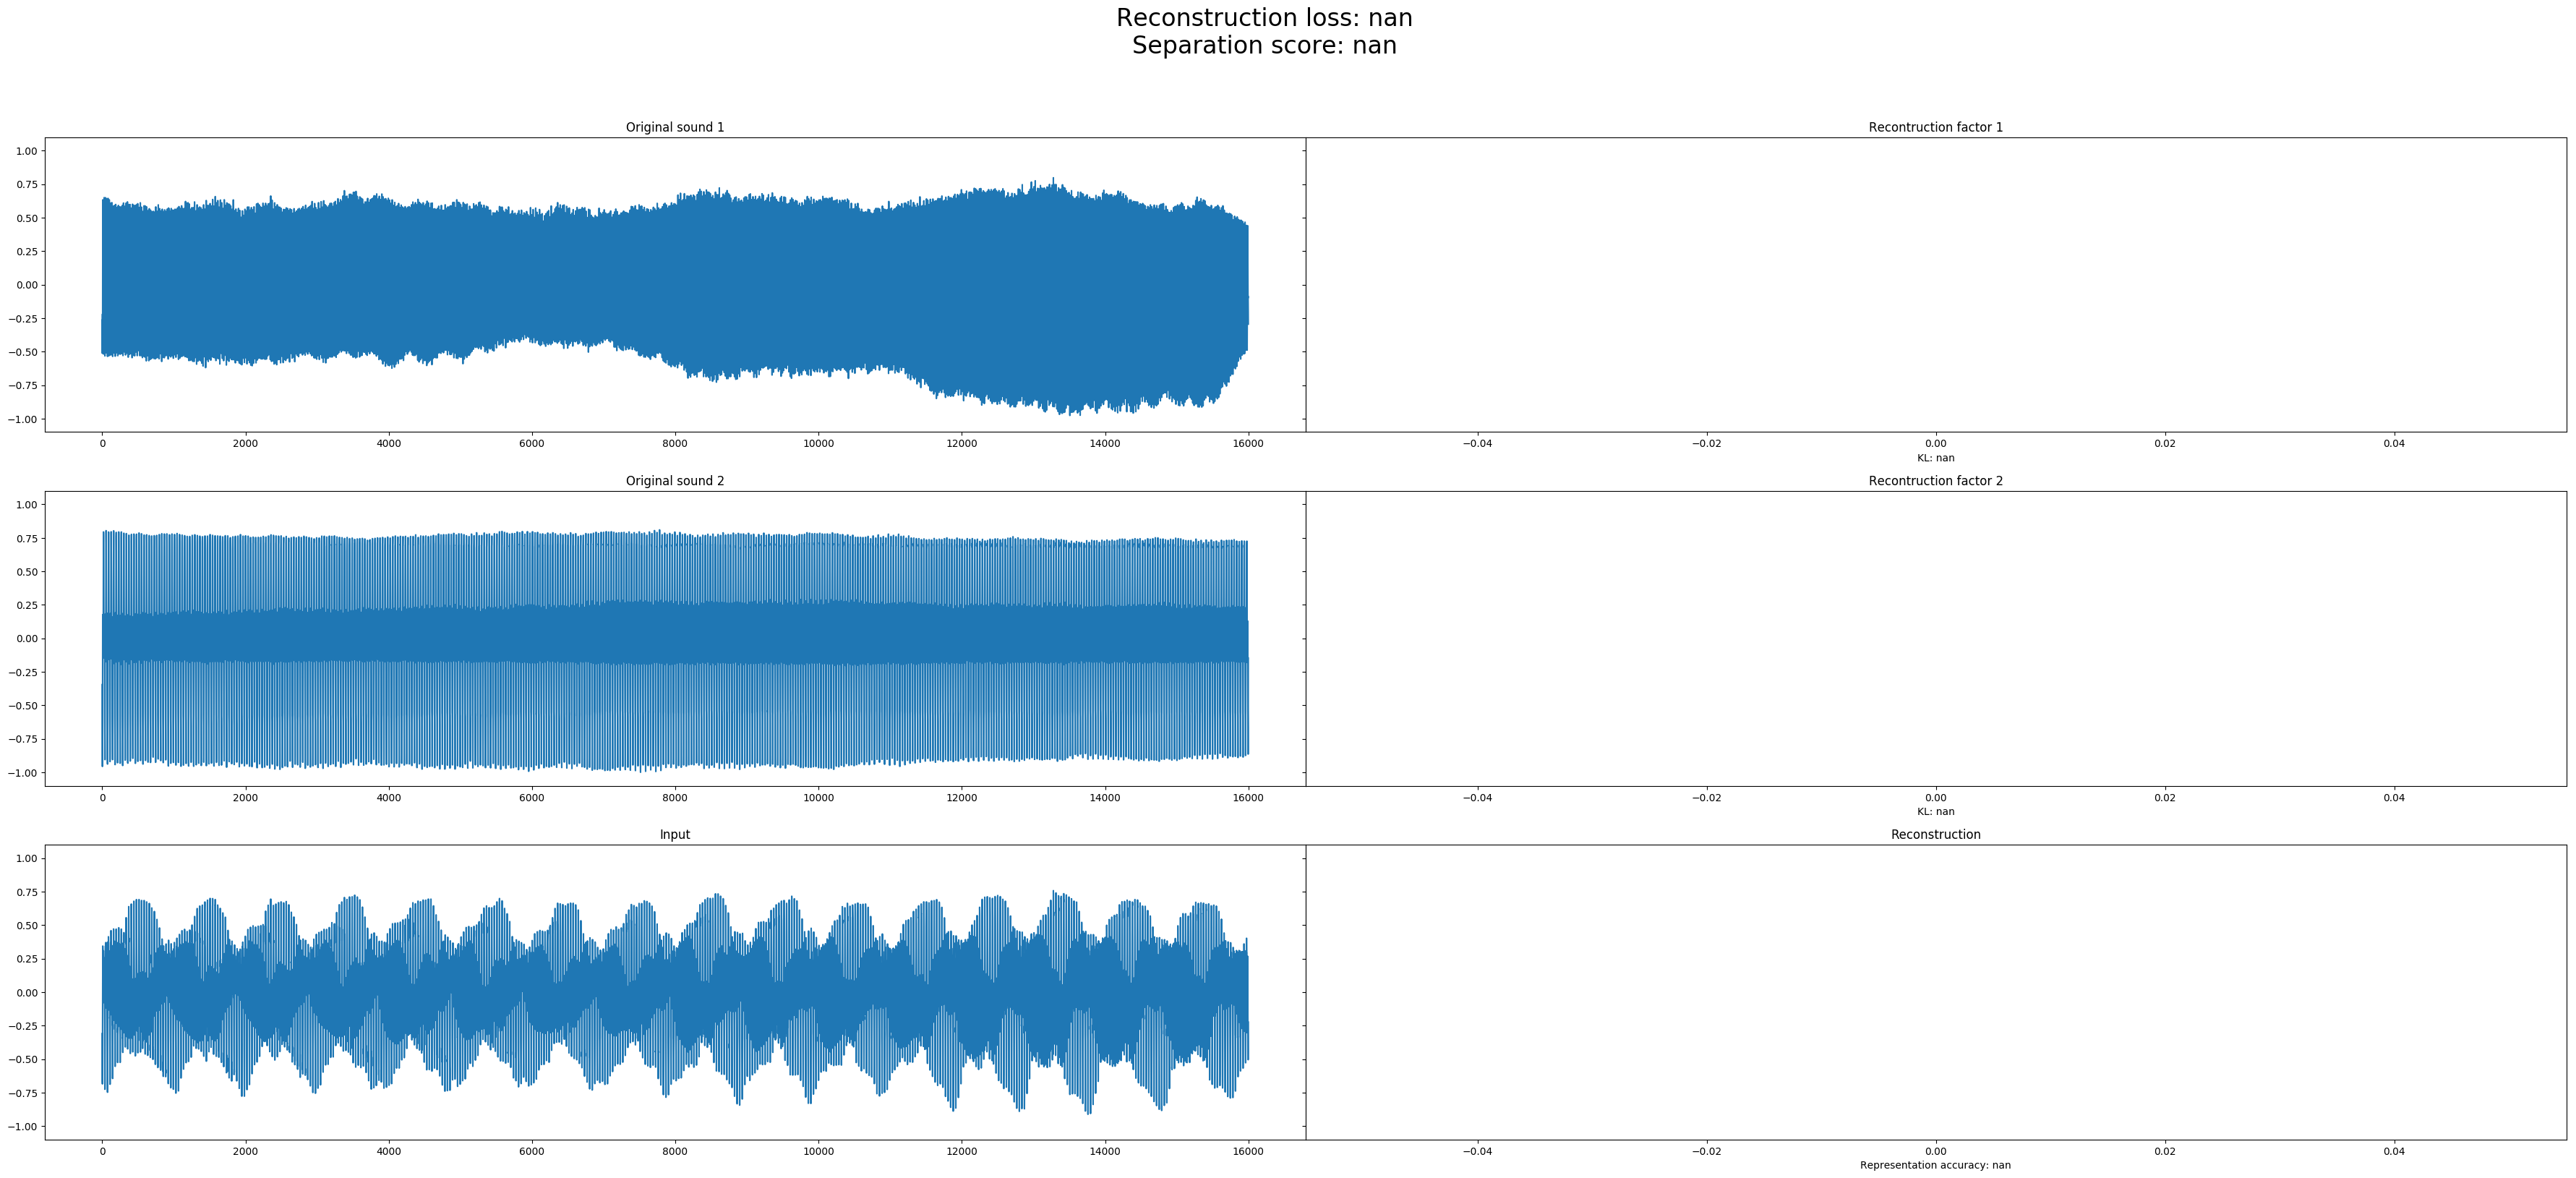 Reconstruction loss: nan
Separation score: nan
Original sound 1
Recontruction factor 1
1.00
0.75
0.50
0.25
0.00
−0.25
−0.50
−0.75
−1.00
0 2000 4000 6000 8000 10000 12000 14000 16000
−0.04 −0.02 0.00 0.02 0.04
KL: nan
Original sound 2
Recontruction factor 2
1.00
0.75
0.50
0.25
0.00
−0.25
−0.50
−0.75
−1.00
0 2000 4000 6000 8000 10000 12000 14000 16000
−0.04 −0.02 0.00 0.02 0.04
KL: nan
Input
Reconstruction
1.00
0.75
0.50
0.25
0.00
−0.25
−0.50
−0.75
−1.00
0 2000 4000 6000 8000 10000 12000 14000 16000
−0.04 −0.02 0.00 0.02 0.04
Representation accuracy: nan